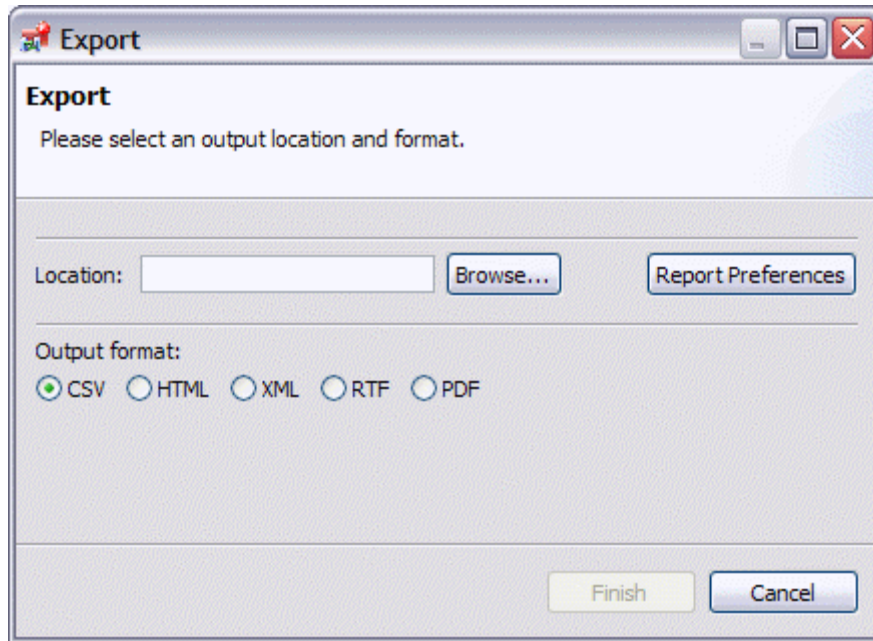 Export
Export
Please select an output location and format.
Location: Browse... Report Preferences
Output format:
CSV HTML XML RTF PDF
Finish Cancel